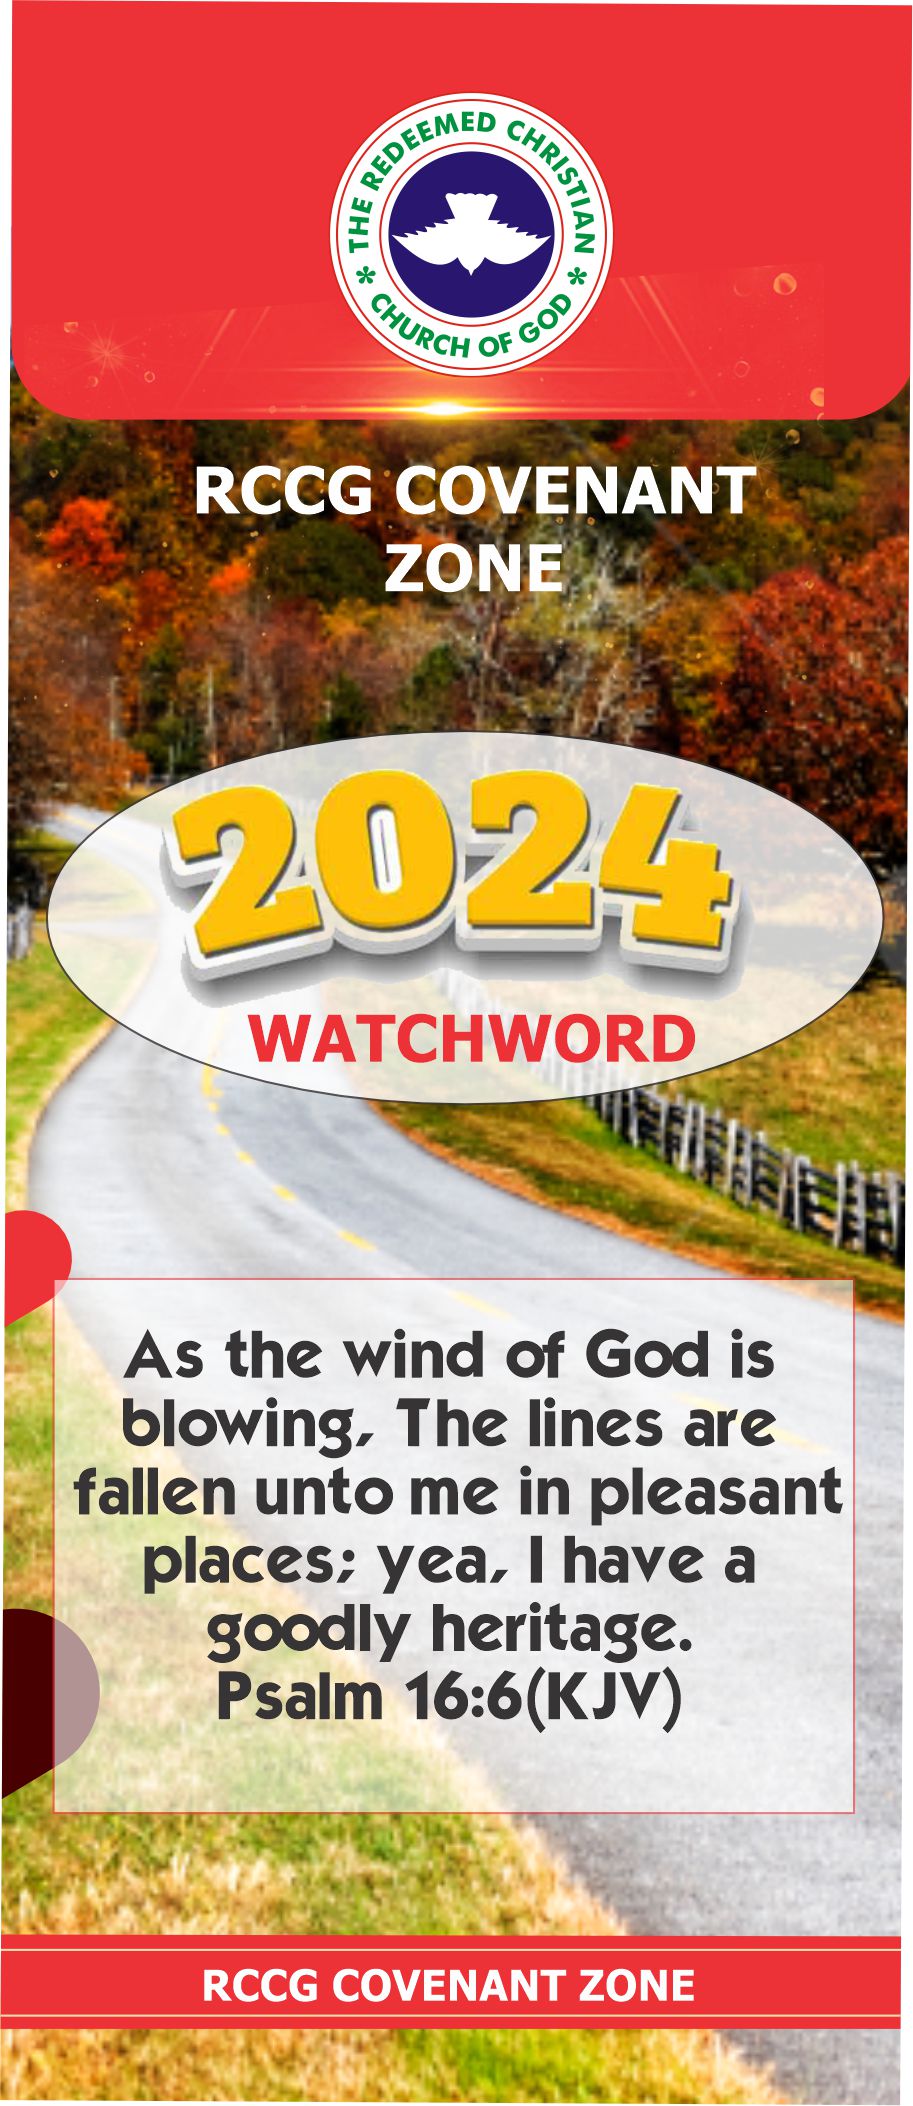 THE REDEEMED CHRISTIAN
* CHURCH OF GOD *
RCCG COVENANT
ZONE
2024
WATCHWORD
As the wind of God is
blowing, The lines are
fallen unto me in pleasant
places; yea, I have a
goodly heritage.
Psalm 16:6(KJV)
RCCG COVENANT ZONE